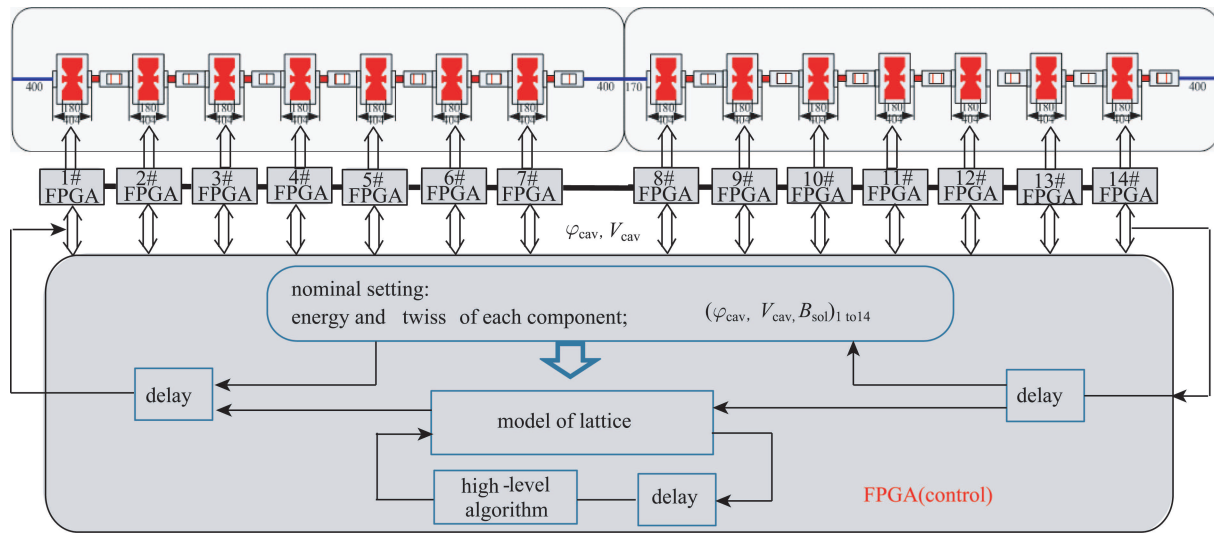 400
400
170
400
180 180 180 180 180 180 180 180 180 180 180 180 180 180
404 404 404 404 404 404 404 404 404 404 404 404 404 404
1# 2# 3# 4# 5# 6# 7# 8# 9# 10# 11# 12# 13# 14#
FPGA FPGA FPGA FPGA FPGA FPGA FPGA FPGA FPGA FPGA FPGA FPGA FPGA FPGA
φcav, Vcav
nominal setting:
energy and twiss of each component; (φcav, Vcav, Bsol)1 to14
delay
delay
model of lattice
high-level
algorithm
delay
FPGA(control)